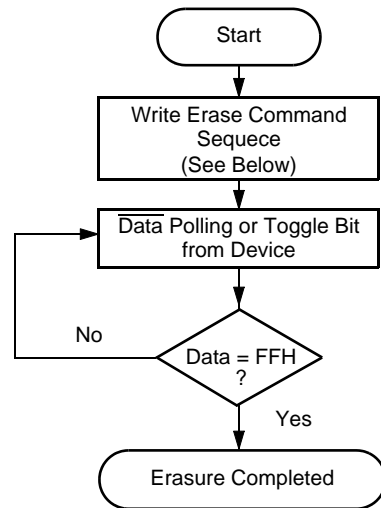 Start
Write Erase Command
Sequece
(See Below)
Data Polling or Toggle Bit
from Device
No
Data = FFH
?
Yes
Erasure Completed